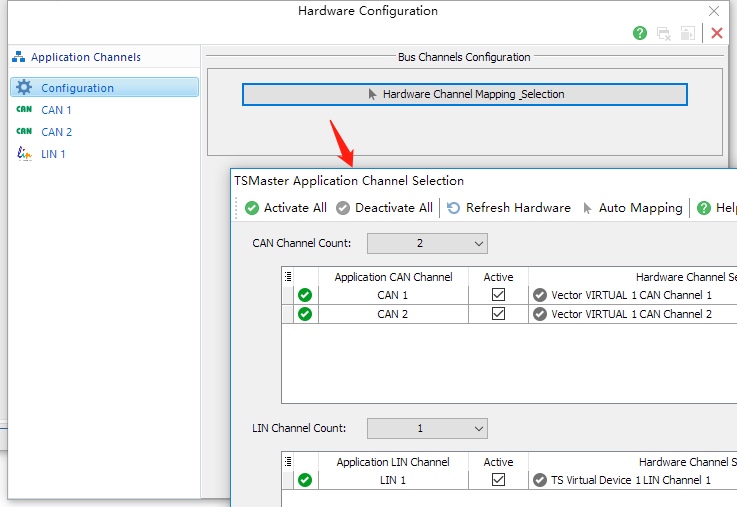 Hardware Configuration
Application Channels
Bus Channels Configuration
Configuration
Hardware Channel Mapping _Selection
CAN CAN 1
CAN CAN 2
Lin LIN 1
TSMaster Application Channel Selection
Activate All Deactivate All Refresh Hardware Auto Mapping Help
CAN Channel Count: 2
Application CAN Channel Active Hardware Channel Se
CAN 1 Vector VIRTUAL 1 CAN Channel 1
CAN 2 Vector VIRTUAL 1 CAN Channel 2
LIN Channel Count: 1
Application LIN Channel Active Hardware Channel Se
LIN 1 TS Virtual Device 1 LIN Channel 1